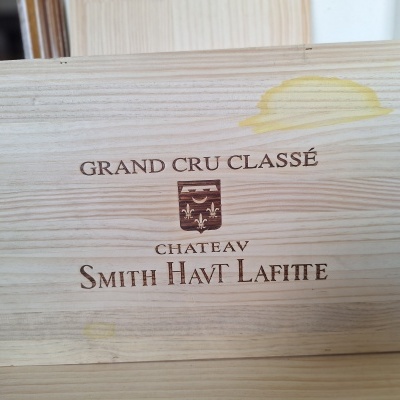 GRAND CRU CLASSÉ
CHATEAV
SMITH HAVT LAFITTE